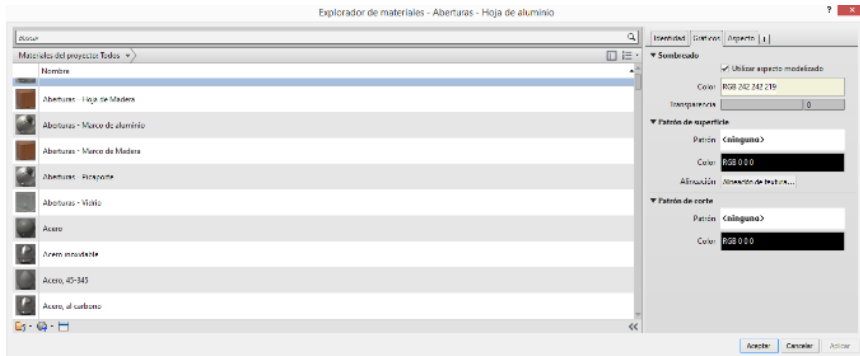 Explorador de materiales - Aberturas - Hoja de aluminio
?
Buscar
Materiales del proyecto: Todos
Nombre
Aberturas - Hoja de Madera
Aberturas - Marco de aluminio
Aberturas - Marco de Madera
Aberturas - Picaporte
Aberturas - Vidrio
Acero
Acero inoxidable
Acero, 45-345
Acero, al carbono
Identidad Gráficos Aspecto
Sombreado
Utilizar aspecto modelizado
Color RGB 242 242 219
Transparencia 0
Patrón de superficie
Patrón <ninguno>
Color RGB 0 0 0
Alineación Alineación de textura...
Patrón de corte
Patrón <ninguno>
Color RGB 0 0 0
Aceptar Cancelar Aplicar